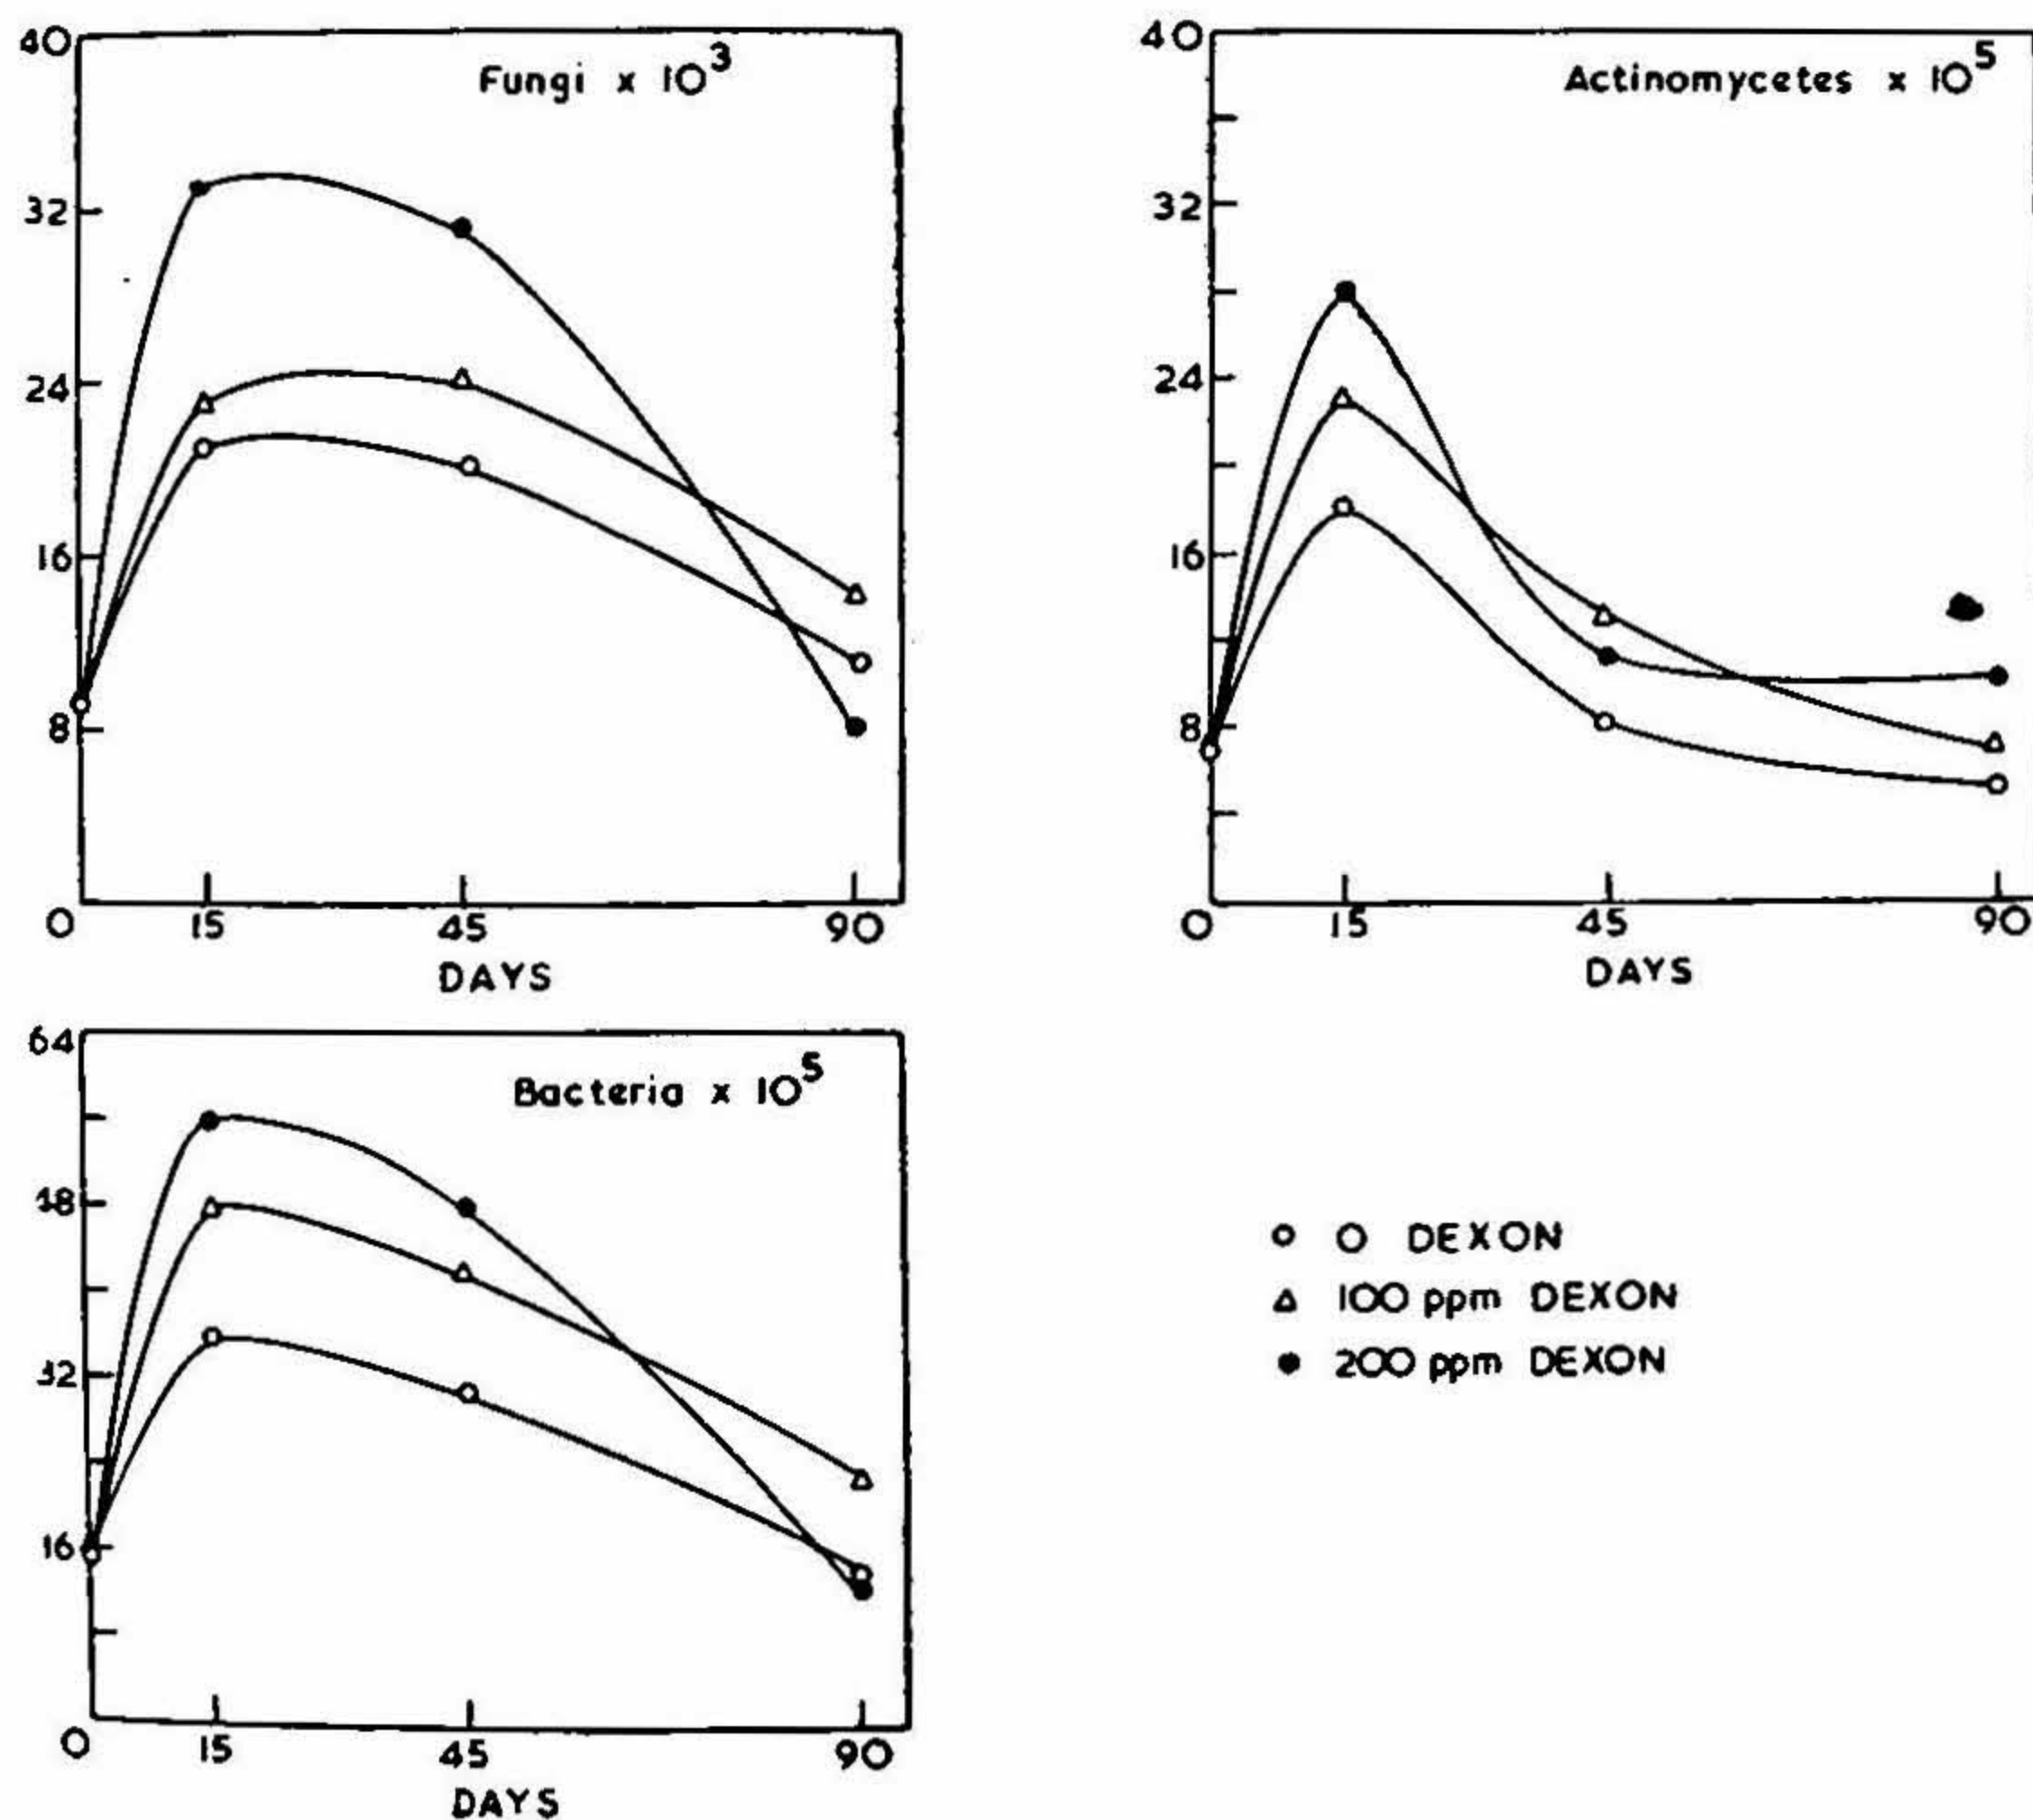 Fungi x 10³
40
32
24
16
8
0 15 45 90
DAYS
Actinomycetes x 10⁵
40
32
24
16
8
0 15 45 90
DAYS
Bacteria x 10⁵
64
48
32
16
0 15 45 90
DAYS
O DEXON
100 ppm DEXON
200 ppm DEXON